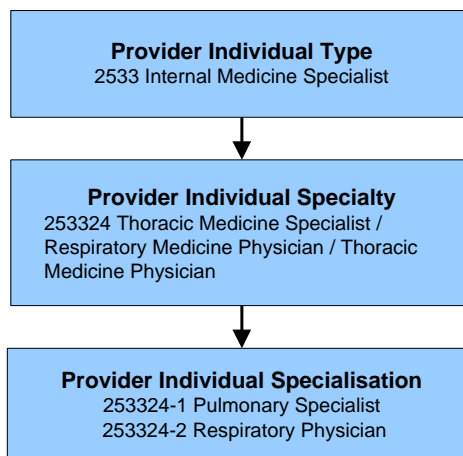 Provider Individual Type
2533 Internal Medicine Specialist
Provider Individual Specialty
253324 Thoracic Medicine Specialist /
Respiratory Medicine Physician / Thoracic
Medicine Physician
Provider Individual Specialisation
253324-1 Pulmonary Specialist
253324-2 Respiratory Physician